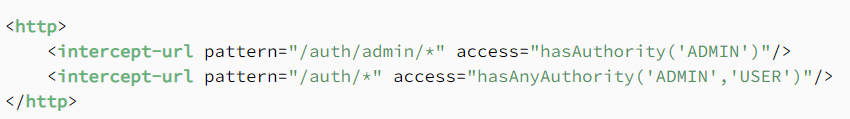 <http>
    <intercept-url pattern="/auth/admin/*" access="hasAuthority('ADMIN')"/>
    <intercept-url pattern="/auth/*" access="hasAnyAuthority('ADMIN','USER')"/>
</http>